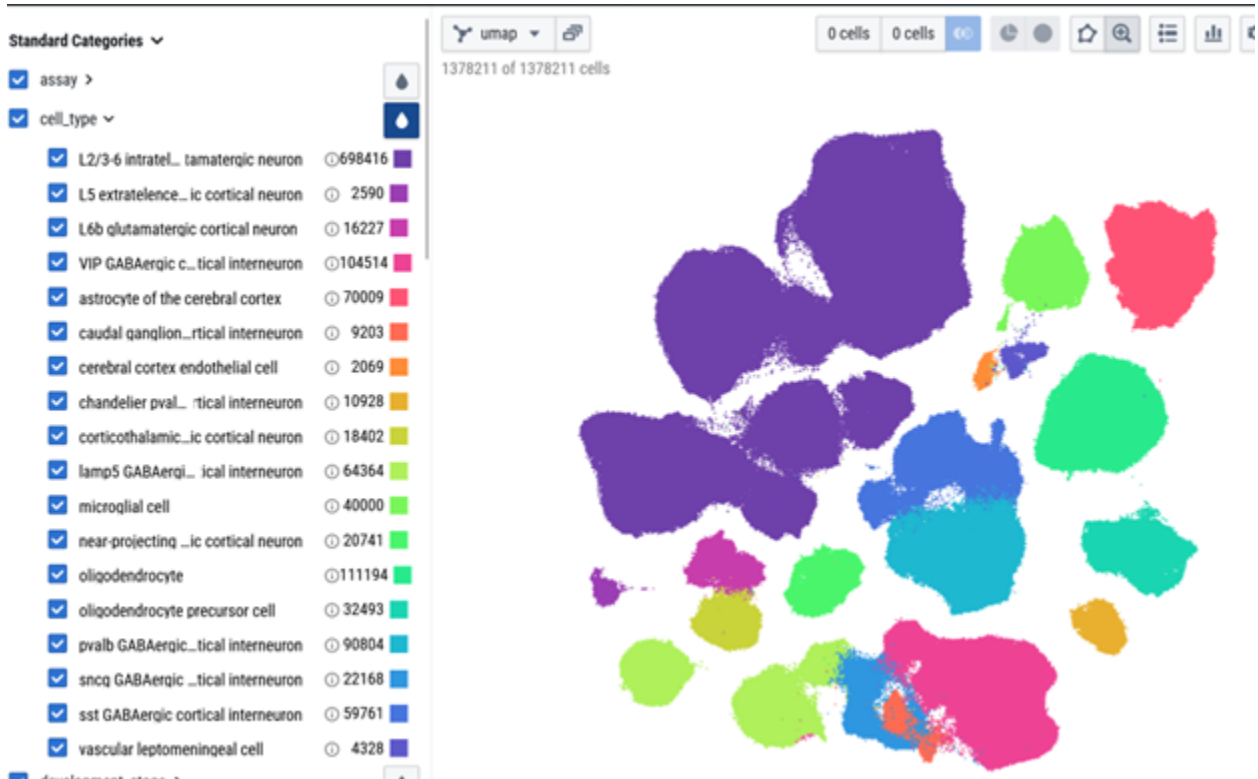 Standard Categories
umap
0 cells 0 cells
assay
1378211 of 1378211 cells
cell_type
L2/3-6 intratel... tamatergic neuron 698416
L5 extratelence... ic cortical neuron 2590
L6b glutamatergic cortical neuron 16227
VIP GABAergic c... tical interneuron 104514
astrocyte of the cerebral cortex 70009
caudal ganglion... rtical interneuron 9203
cerebral cortex endothelial cell 2069
chandelier pval... rtical interneuron 10928
corticothalamic... ic cortical neuron 18402
lamp5 GABAergi... ical interneuron 64364
microglial cell 40000
near-projecting ... ic cortical neuron 20741
oligodendrocyte 111194
oligodendrocyte precursor cell 32493
pvalb GABAergic... tical interneuron 90804
sncg GABAergic ... tical interneuron 22168
sst GABAergic cortical interneuron 59761
vascular leptomeningeal cell 4328